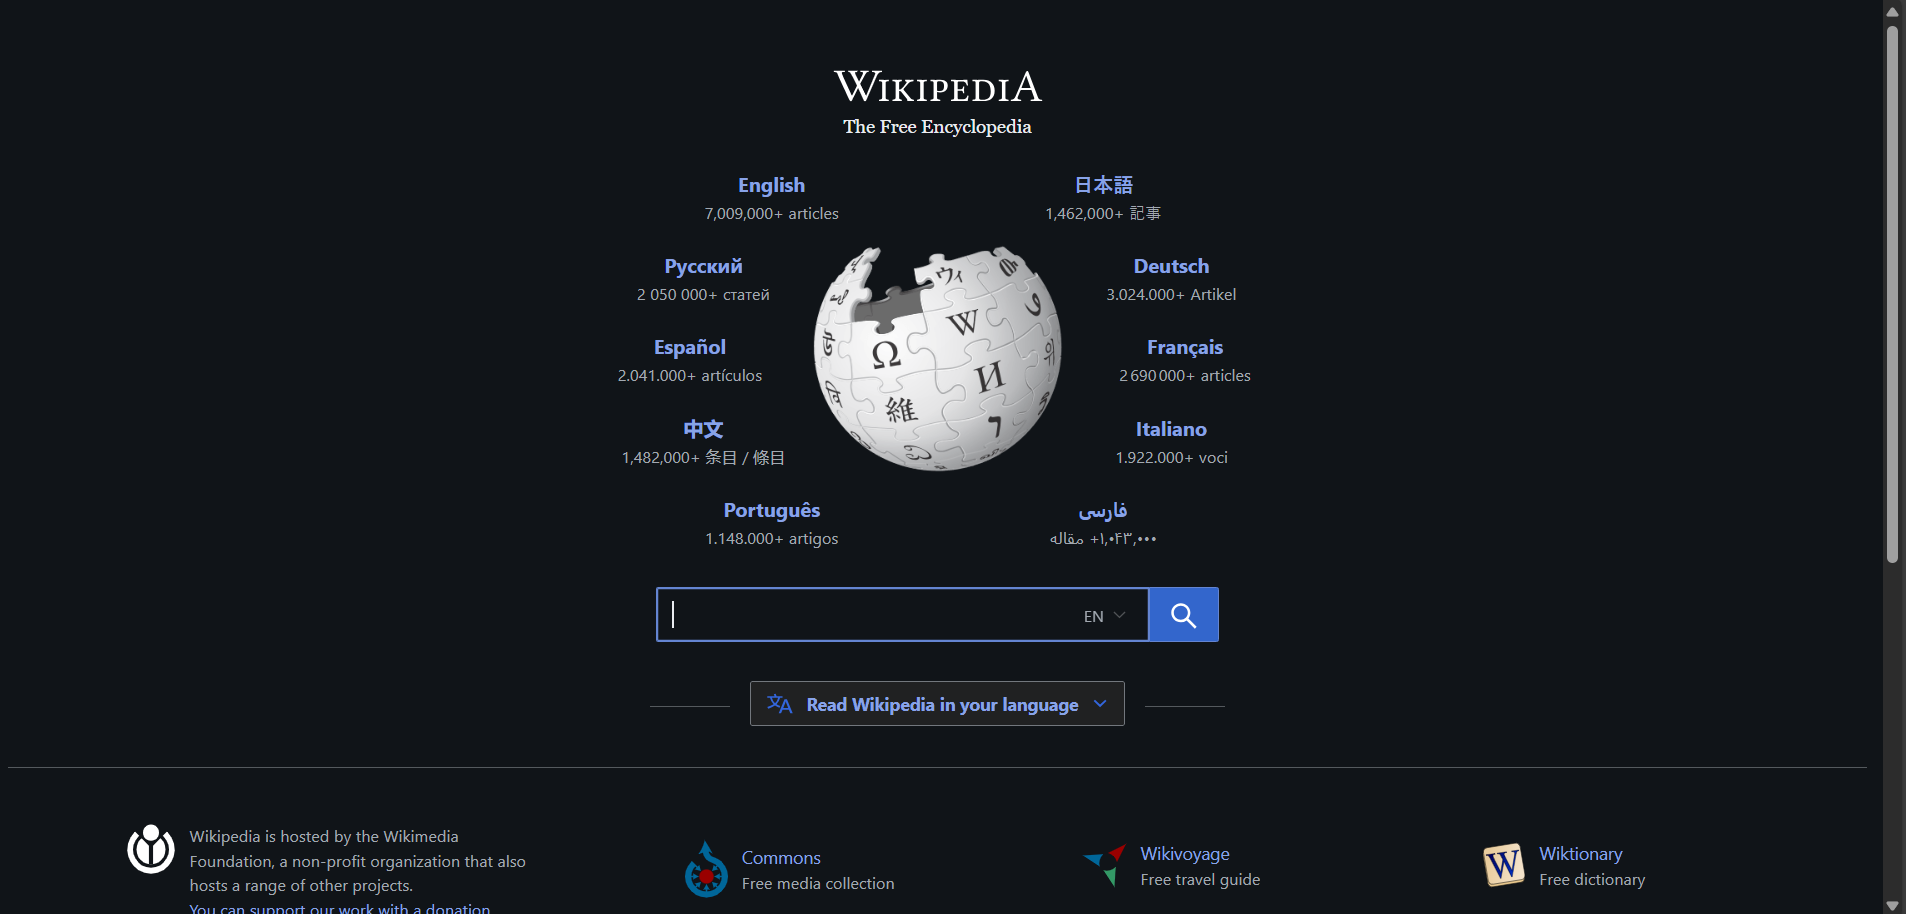 WIKIPEDIA
The Free Encyclopedia
English
7,009,000+ articles
日本語
1,462,000+ 記事
Русский
2 050 000+ статей
Deutsch
3.024.000+ Artikel
Español
2.041.000+ artículos
Français
2 690 000+ articles
中文
1,482,000+ 条目 / 條目
Italiano
1.922.000+ voci
Português
1.148.000+ artigos
فارسی
۱٬۰۴۳٬۰۰۰+ مقاله
Ω
W
И
維
ウィ
EN
Read Wikipedia in your language
Wikipedia is hosted by the Wikimedia
Foundation, a non-profit organization that also
hosts a range of other projects.
You can support our work with a donation.
Commons
Free media collection
Wikivoyage
Free travel guide
W
Wiktionary
Free dictionary